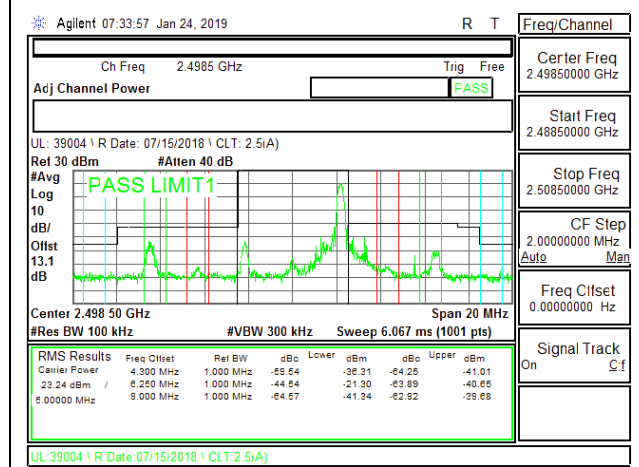 Agilent 07:33:57 Jan 24, 2019 R T
Freq/Channel
Ch Freq 2.4985 GHz Trig Free
Adj Channel Power PASS
UL: 39004 \ R Date: 07/15/2018 \ CLT: 2.5(A)
Ref 30 dBm #Atten 40 dB
#Avg
Log
10
dB/
Offst
13.1
dB
PASS LIMIT1
Center 2.498 50 GHz Span 20 MHz
#Res BW 100 kHz #VBW 300 kHz Sweep 6.067 ms (1001 pts)
RMS Results Freq Offset Ref BW dBc Lower dBm dBc Upper dBm
Carrier Power 4.300 MHz 1.000 MHz -59.54 -36.31 -64.25 -41.01
23.24 dBm / 6.250 MHz 1.000 MHz -44.54 -21.30 -63.89 -40.65
5.00000 MHz 9.000 MHz 1.000 MHz -64.57 -41.34 -62.92 -39.68
UL:39004 \ R Date:07/15/2018 \ CLT:2.5(A)
Center Freq
2.49850000 GHz
Start Freq
2.48850000 GHz
Stop Freq
2.50850000 GHz
CF Step
2.00000000 MHz
Auto Man
Freq Offset
0.00000000 Hz
Signal Track
On Off